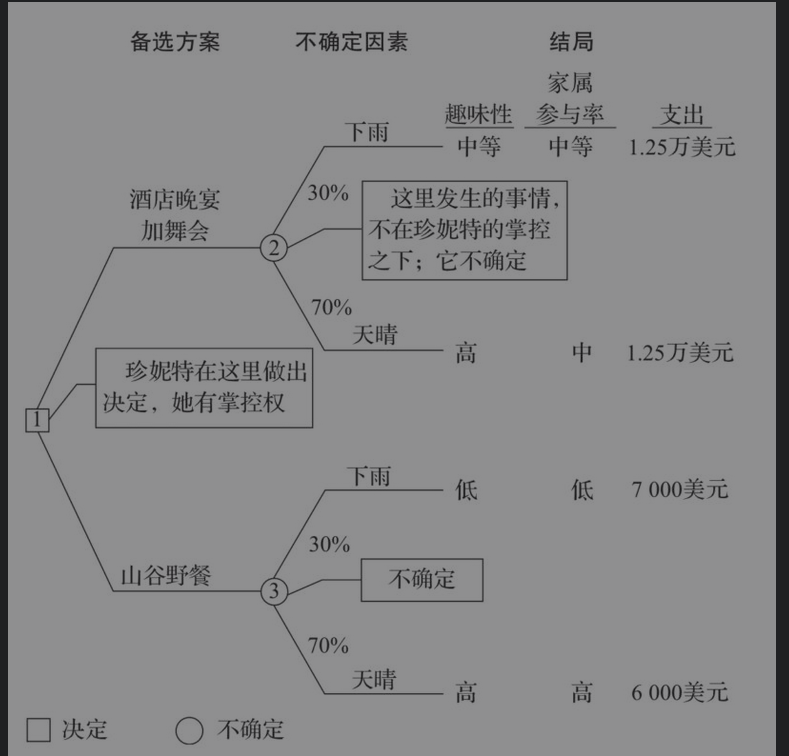 备选方案 不确定因素 结局
趣味性 家属
参与率 支出
下雨 中等 中等 1.25万美元
30%
这里发生的事情，
不在珍妮特的掌控
之下；它不确定
酒店晚宴
加舞会
2
70%
天晴 高 中 1.25万美元
珍妮特在这里做出
决定，她有掌控权
1
下雨 低 低 7 000美元
30%
不确定
山谷野餐
3
70%
天晴 高 高 6 000美元
决定 不确定